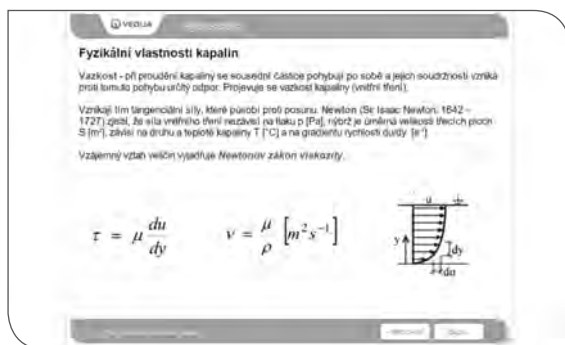 VEOLIA
Fyzikální vlastnosti kapalin
Vazkost - při proudění kapaliny se sousední částice pohybují po sobě a jejich soudržností vzniká
proti tomuto pohybu určitý odpor. Projevuje se vazkost kapaliny (vnitřní tření).
Vznikají tím tangenciální síly, které působí proti posunu. Newton (Sir Isaac Newton, 1642 –
1727) zjistil, že síla vnitřního tření nezávisí na tlaku p [Pa], nýbrž je úměrná velikosti třecích ploch
S [m²], závisí na druhu a teplotě kapaliny T [°C] a na gradientu rychlosti du/dy [s⁻¹]
Vzájemný vztah veličin vyjadřuje Newtonův zákon viskozity.
τ = μ du/dy ν = μ/ρ [m²s⁻¹]
u
y
dy
du